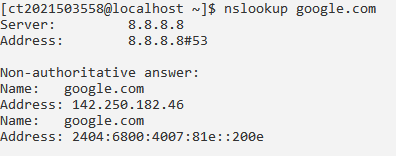 [ct2021503558@localhost ~]$ nslookup google.com
Server:         8.8.8.8
Address:        8.8.8.8#53

Non-authoritative answer:
Name:   google.com
Address: 142.250.182.46
Name:   google.com
Address: 2404:6800:4007:81e::200e